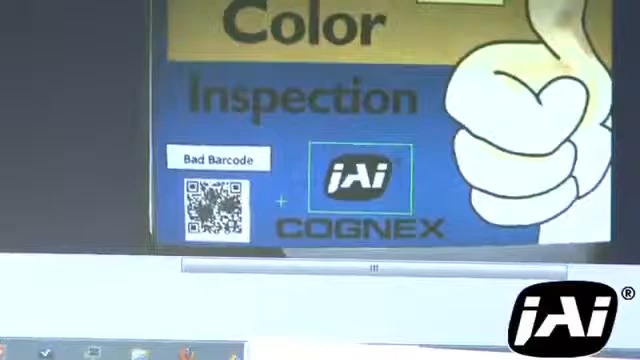 Color
Inspection
Bad Barcode
JAi
COGNEX
JAi®